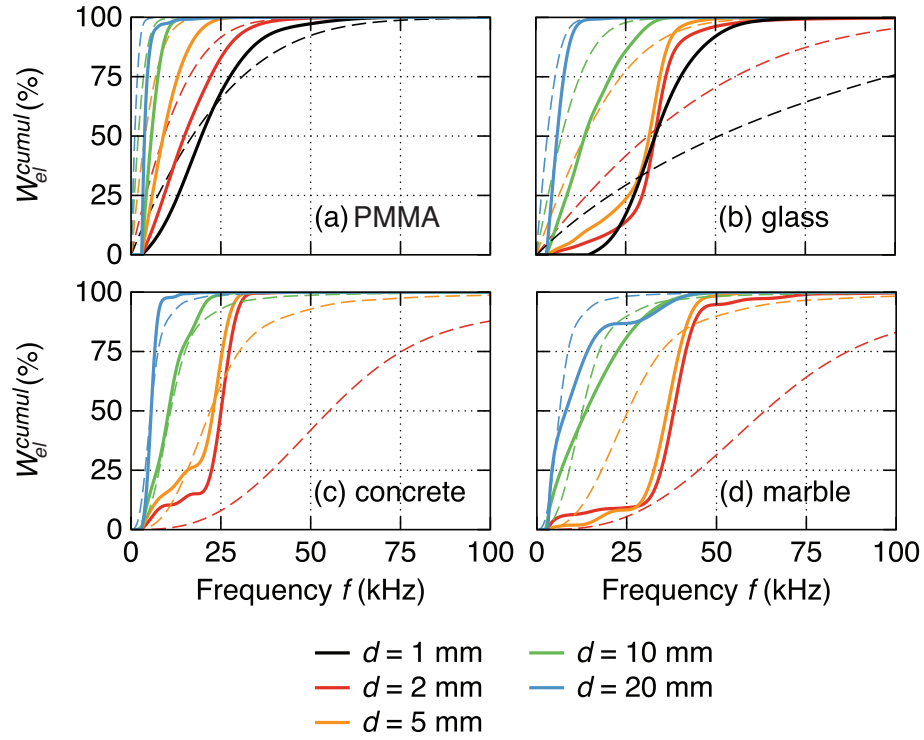 100
75
50
25
0
W_el^cumul (%)
(a) PMMA
(b) glass
100
75
50
25
0
W_el^cumul (%)
(c) concrete
(d) marble
0 25 50 75 100
0 25 50 75 100
Frequency f (kHz)
Frequency f (kHz)
d = 1 mm
d = 2 mm
d = 5 mm
d = 10 mm
d = 20 mm